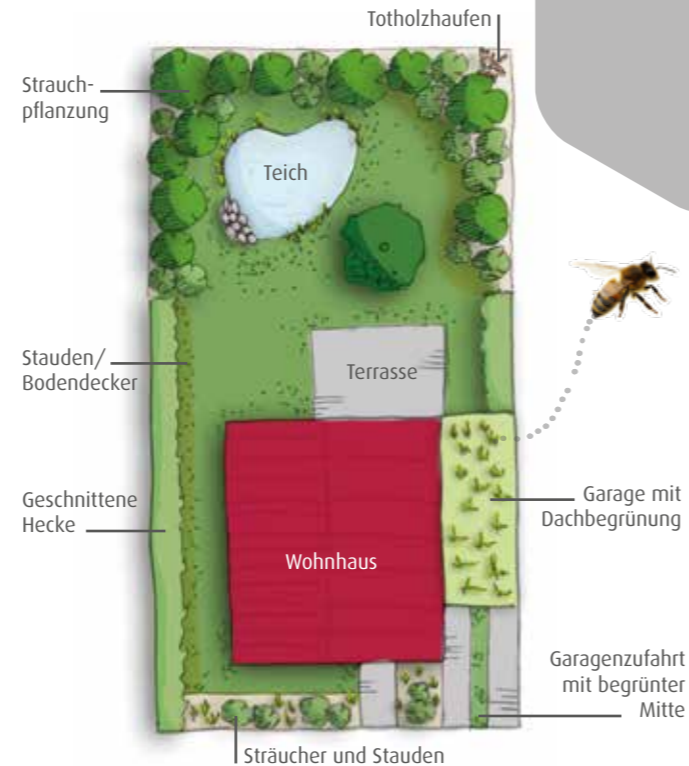 Totholzhaufen
Strauch-
pflanzung
Teich
Stauden/
Bodendecker
Terrasse
Geschnittene
Hecke
Garage mit
Dachbegrünung
Wohnhaus
Garagenzufahrt
mit begrünter
Mitte
Sträucher und Stauden